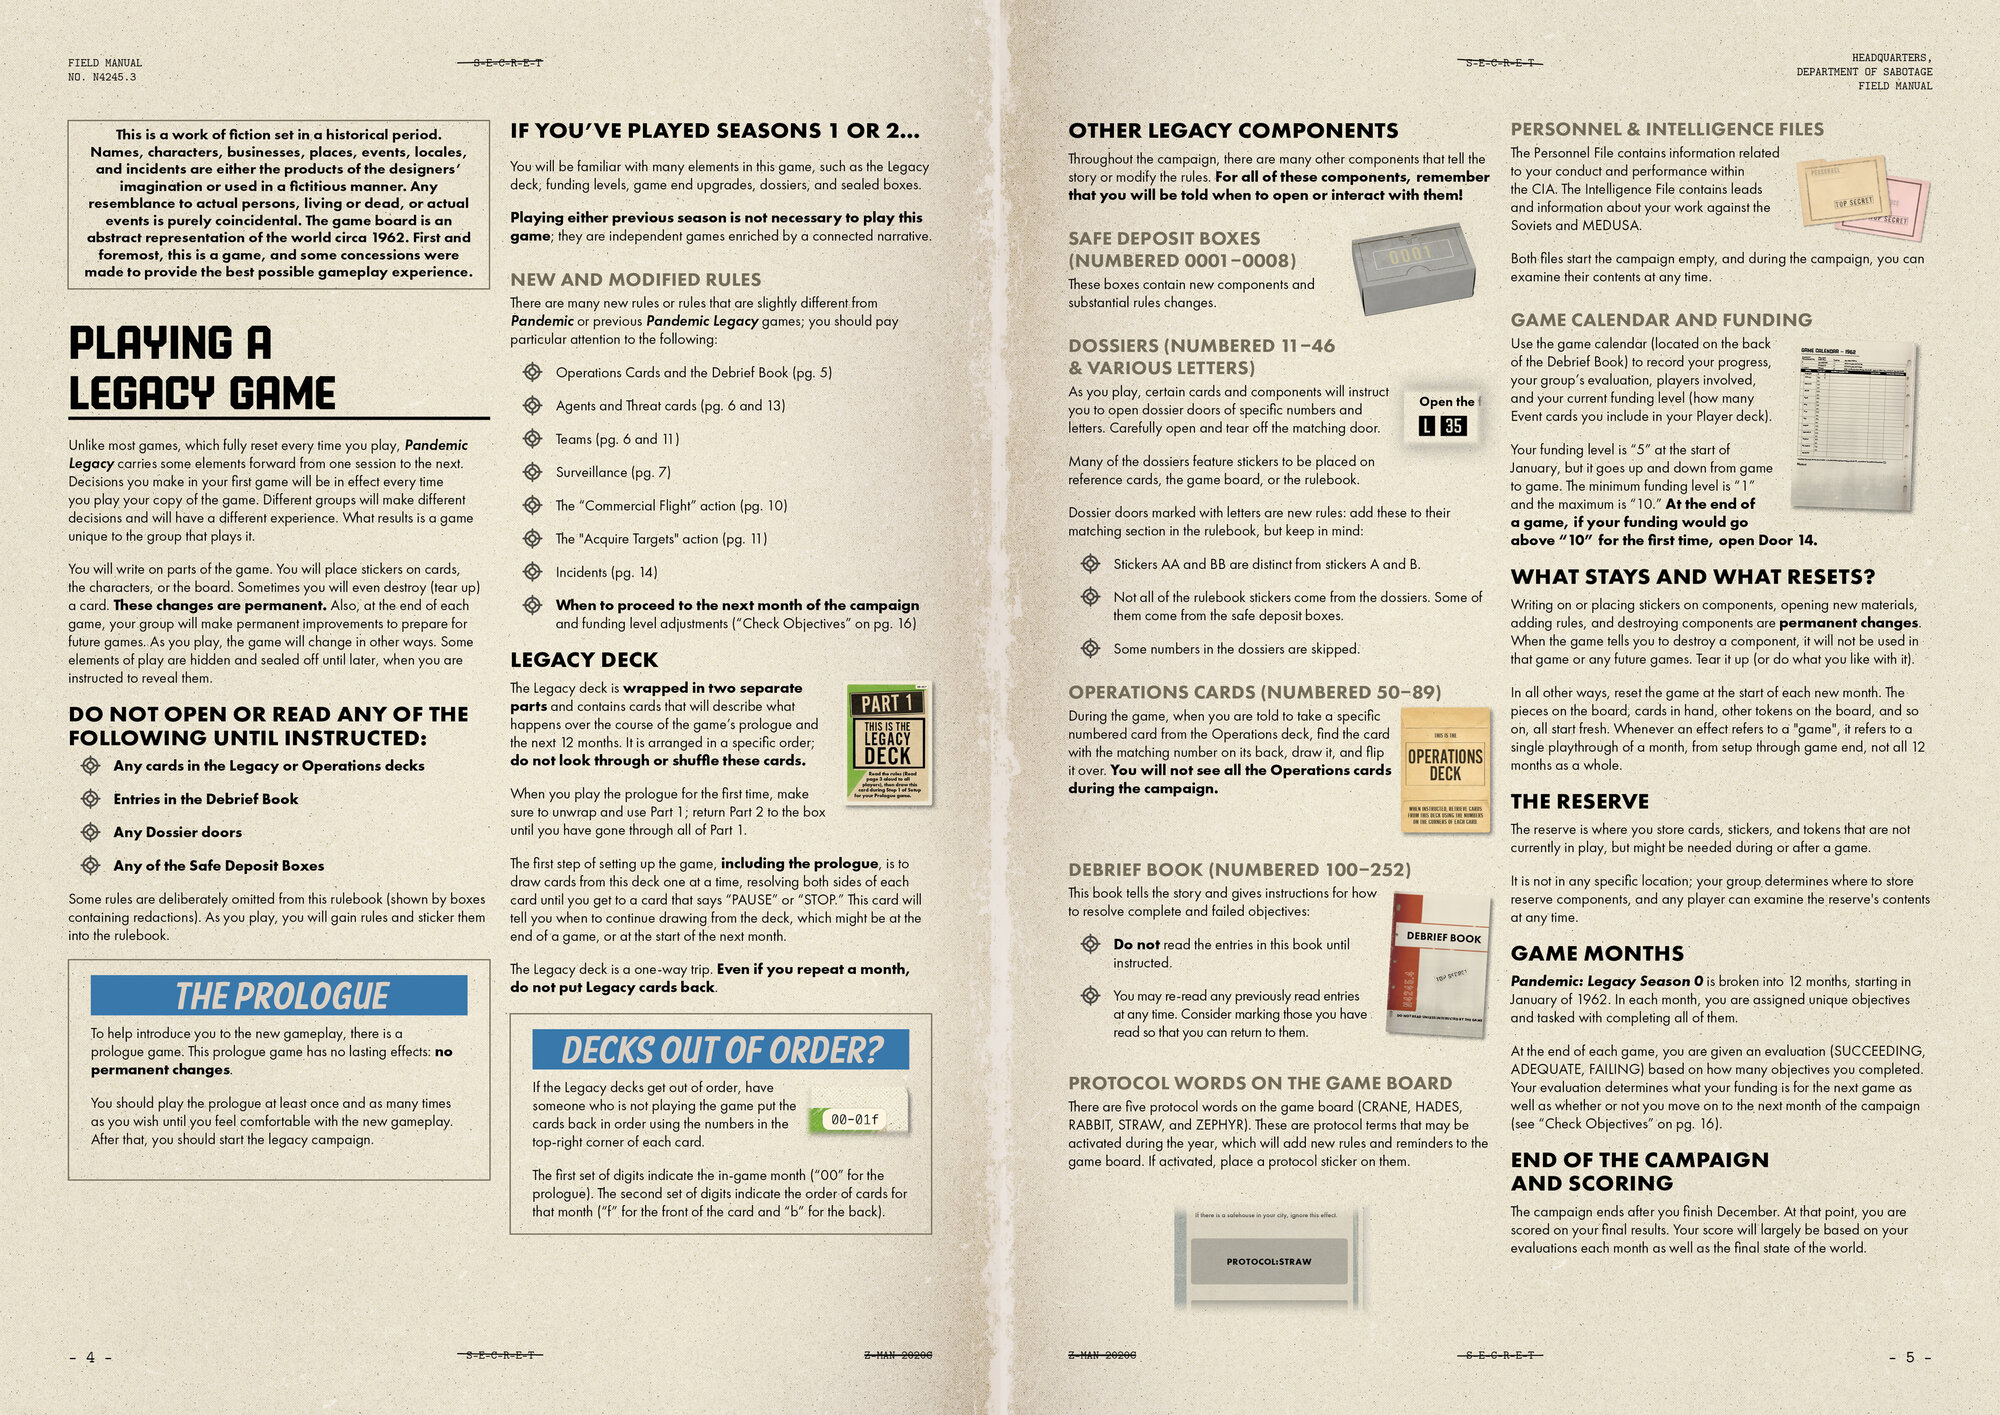 FIELD MANUAL
NO. N4245.3
S-E-C-R-E-T
This is a work of fiction set in a historical period.
Names, characters, businesses, places, events, locales,
and incidents are either the products of the designers'
imagination or used in a fictitious manner. Any
resemblance to actual persons, living or dead, or actual
events is purely coincidental. The game board is an
abstract representation of the world circa 1962. First and
foremost, this is a game, and some concessions were
made to provide the best possible gameplay experience.
PLAYING A
LEGACY GAME
Unlike most games, which fully reset every time you play, Pandemic
Legacy carries some elements forward from one session to the next.
Decisions you make in your first game will be in effect every time
you play your copy of the game. Different groups will make different
decisions and will have a different experience. What results is a game
unique to the group that plays it.
You will write on parts of the game. You will place stickers on cards,
the characters, or the board. Sometimes you will even destroy (tear up)
a card. These changes are permanent. Also, at the end of each
game, your group will make permanent improvements to prepare for
future games. As you play, the game will change in other ways. Some
elements of play are hidden and sealed off until later, when you are
instructed to reveal them.
DO NOT OPEN OR READ ANY OF THE
FOLLOWING UNTIL INSTRUCTED:
Any cards in the Legacy or Operations decks
Entries in the Debrief Book
Any Dossier doors
Any of the Safe Deposit Boxes
Some rules are deliberately omitted from this rulebook (shown by boxes
containing redactions). As you play, you will gain rules and sticker them
into the rulebook.
THE PROLOGUE
To help introduce you to the new gameplay, there is a
prologue game. This prologue game has no lasting effects: no
permanent changes.
You should play the prologue at least once and as many times
as you wish until you feel comfortable with the new gameplay.
After that, you should start the legacy campaign.
IF YOU'VE PLAYED SEASONS 1 OR 2...
You will be familiar with many elements in this game, such as the Legacy
deck, funding levels, game end upgrades, dossiers, and sealed boxes.
Playing either previous season is not necessary to play this
game; they are independent games enriched by a connected narrative.
NEW AND MODIFIED RULES
There are many new rules or rules that are slightly different from
Pandemic or previous Pandemic Legacy games; you should pay
particular attention to the following:
Operations Cards and the Debrief Book (pg. 5)
Agents and Threat cards (pg. 6 and 13)
Teams (pg. 6 and 11)
Surveillance (pg. 7)
The “Commercial Flight” action (pg. 10)
The "Acquire Targets" action (pg. 11)
Incidents (pg. 14)
When to proceed to the next month of the campaign
and funding level adjustments (“Check Objectives” on pg. 16)
LEGACY DECK
The Legacy deck is wrapped in two separate
parts and contains cards that will describe what
happens over the course of the game's prologue and
the next 12 months. It is arranged in a specific order;
do not look through or shuffle these cards.
When you play the prologue for the first time, make
sure to unwrap and use Part 1; return Part 2 to the box
until you have gone through all of Part 1.
PART 1
THIS IS THE
LEGACY
DECK
Read the rules (Read
page 3 aloud to all
players), then draw this
card during Step 1 of Setup
for your Prologue game.
The first step of setting up the game, including the prologue, is to
draw cards from this deck one at a time, resolving both sides of each
card until you get to a card that says “PAUSE” or “STOP.” This card will
tell you when to continue drawing from the deck, which might be at the
end of a game, or at the start of the next month.
The Legacy deck is a one-way trip. Even if you repeat a month,
do not put Legacy cards back.
DECKS OUT OF ORDER?
If the Legacy decks get out of order, have
someone who is not playing the game put the
cards back in order using the numbers in the
top-right corner of each card.
00-01f
The first set of digits indicate the in-game month (“00” for the
prologue). The second set of digits indicate the order of cards for
that month (“f” for the front of the card and “b” for the back).
- 4 -
S-E-C-R-E-T
Z-MAN 2020G
S-E-C-R-E-T
HEADQUARTERS,
DEPARTMENT OF SABOTAGE
FIELD MANUAL
OTHER LEGACY COMPONENTS
Throughout the campaign, there are many other components that tell the
story or modify the rules. For all of these components, remember
that you will be told when to open or interact with them!
SAFE DEPOSIT BOXES
(NUMBERED 0001–0008)
These boxes contain new components and
substantial rules changes.
0001
DOSSIERS (NUMBERED 11–46
& VARIOUS LETTERS)
As you play, certain cards and components will instruct
you to open dossier doors of specific numbers and
letters. Carefully open and tear off the matching door.
Open the
L 35
Many of the dossiers feature stickers to be placed on
reference cards, the game board, or the rulebook.
Dossier doors marked with letters are new rules: add these to their
matching section in the rulebook, but keep in mind:
Stickers AA and BB are distinct from stickers A and B.
Not all of the rulebook stickers come from the dossiers. Some of
them come from the safe deposit boxes.
Some numbers in the dossiers are skipped.
OPERATIONS CARDS (NUMBERED 50–89)
During the game, when you are told to take a specific
numbered card from the Operations deck, find the card
with the matching number on its back, draw it, and flip
it over. You will not see all the Operations cards
during the campaign.
THIS IS THE
OPERATIONS
DECK
WHEN INSTRUCTED, RETRIEVE CARDS
FROM THIS DECK USING THE NUMBERS
ON THE CORNERS OF EACH CARD.
DEBRIEF BOOK (NUMBERED 100–252)
This book tells the story and gives instructions for how
to resolve complete and failed objectives:
Do not read the entries in this book until
instructed.
You may re-read any previously read entries
at any time. Consider marking those you have
read so that you can return to them.
DEBRIEF BOOK
TOP SECRET
N4245.4
DO NOT READ UNLESS INSTRUCTED BY THE GAME
PROTOCOL WORDS ON THE GAME BOARD
There are five protocol words on the game board (CRANE, HADES,
RABBIT, STRAW, and ZEPHYR). These are protocol terms that may be
activated during the year, which will add new rules and reminders to the
game board. If activated, place a protocol sticker on them.
If there is a safehouse in your city, ignore this effect.
PROTOCOL:STRAW
PERSONNEL & INTELLIGENCE FILES
The Personnel File contains information related
to your conduct and performance within
the CIA. The Intelligence File contains leads
and information about your work against the
Soviets and MEDUSA.
PERSONNEL
TOP SECRET
TOP SECRET
Both files start the campaign empty, and during the campaign, you can
examine their contents at any time.
GAME CALENDAR AND FUNDING
Use the game calendar (located on the back
of the Debrief Book) to record your progress,
your group's evaluation, players involved,
and your current funding level (how many
Event cards you include in your Player deck).
GAME CALENDAR – 1962
Your funding level is “5” at the start of
January, but it goes up and down from game
to game. The minimum funding level is “1”
and the maximum is “10.” At the end of
a game, if your funding would go
above “10” for the first time, open Door 14.
WHAT STAYS AND WHAT RESETS?
Writing on or placing stickers on components, opening new materials,
adding rules, and destroying components are permanent changes.
When the game tells you to destroy a component, it will not be used in
that game or any future games. Tear it up (or do what you like with it).
In all other ways, reset the game at the start of each new month. The
pieces on the board, cards in hand, other tokens on the board, and so
on, all start fresh. Whenever an effect refers to a "game", it refers to a
single playthrough of a month, from setup through game end, not all 12
months as a whole.
THE RESERVE
The reserve is where you store cards, stickers, and tokens that are not
currently in play, but might be needed during or after a game.
It is not in any specific location; your group determines where to store
reserve components, and any player can examine the reserve's contents
at any time.
GAME MONTHS
Pandemic: Legacy Season 0 is broken into 12 months, starting in
January of 1962. In each month, you are assigned unique objectives
and tasked with completing all of them.
At the end of each game, you are given an evaluation (SUCCEEDING,
ADEQUATE, FAILING) based on how many objectives you completed.
Your evaluation determines what your funding is for the next game as
well as whether or not you move on to the next month of the campaign
(see “Check Objectives” on pg. 16).
END OF THE CAMPAIGN
AND SCORING
The campaign ends after you finish December. At that point, you are
scored on your final results. Your score will largely be based on your
evaluations each month as well as the final state of the world.
Z-MAN 2020G
S-E-C-R-E-T
- 5 -